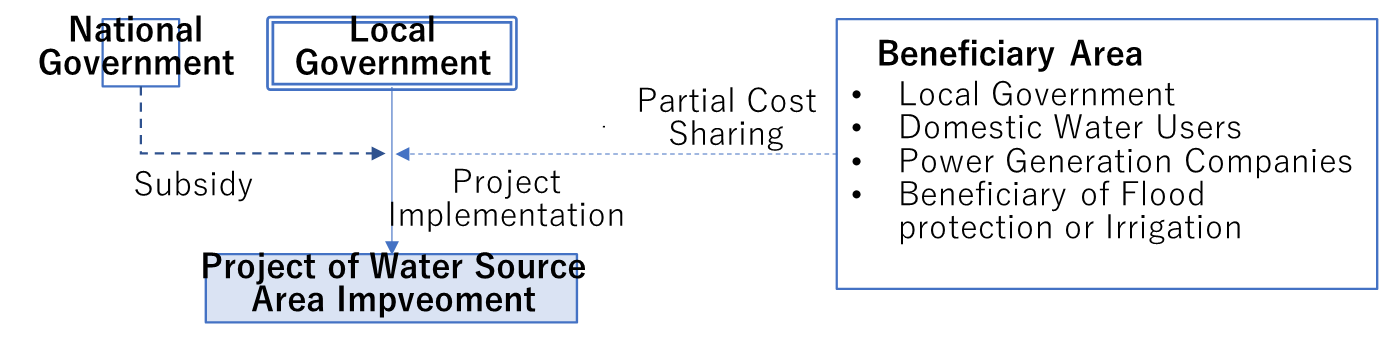 National
Government
Local
Government
Subsidy
Project
Implementation
Partial Cost
Sharing
Project of Water Source
Area Impveoment
Beneficiary Area
• Local Government
• Domestic Water Users
• Power Generation Companies
• Beneficiary of Flood
protection or Irrigation